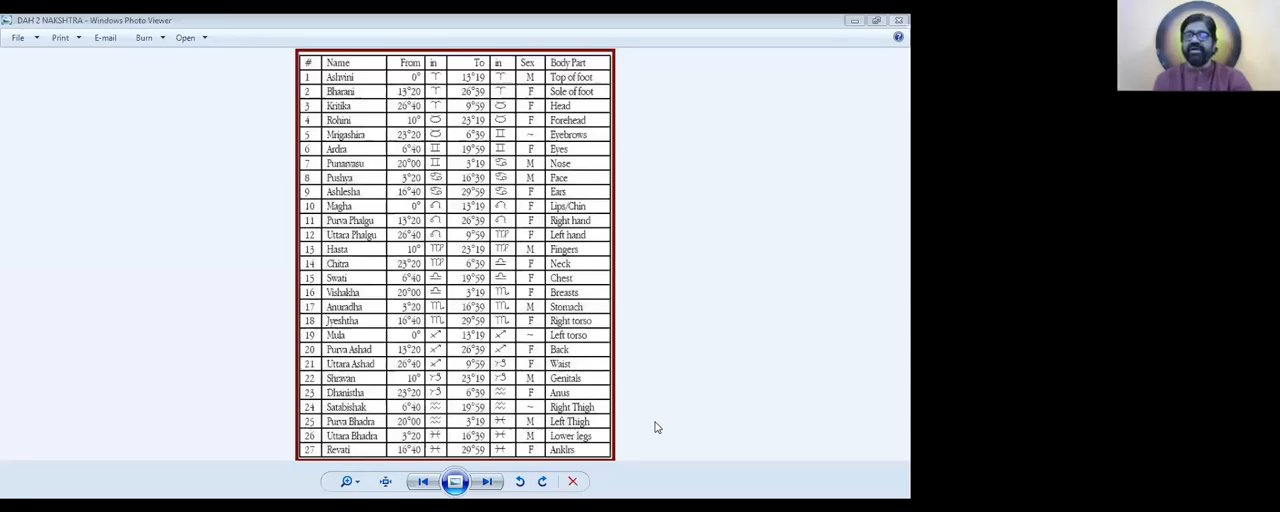 DAH 2 NAKSHTRA - Windows Photo Viewer
File Print E-mail Burn Open
# Name From in To in Sex Body Part
1 Ashvini 0° ♈ 13°19 ♈ M Top of foot
2 Bharani 13°20 ♈ 26°39 ♈ F Sole of foot
3 Kritika 26°40 ♈ 9°59 ♉ F Head
4 Rohini 10° ♉ 23°19 ♉ F Forehead
5 Mrigashira 23°20 ♉ 6°39 ♊ ~ Eyebrows
6 Ardra 6°40 ♊ 19°59 ♊ F Eyes
7 Punarvasu 20°00 ♊ 3°19 ♋ M Nose
8 Pushya 3°20 ♋ 16°39 ♋ M Face
9 Ashlesha 16°40 ♋ 29°59 ♋ F Ears
10 Magha 0° ♌ 13°19 ♌ F Lips/Chin
11 Purva Phalgu 13°20 ♌ 26°39 ♌ F Right hand
12 Uttara Phalgu 26°40 ♌ 9°59 ♍ F Left hand
13 Hasta 10° ♍ 23°19 ♍ M Fingers
14 Chitra 23°20 ♍ 6°39 ♎ F Neck
15 Swati 6°40 ♎ 19°59 ♎ F Chest
16 Vishakha 20°00 ♎ 3°19 ♏ F Breasts
17 Anuradha 3°20 ♏ 16°39 ♏ M Stomach
18 Jyeshtha 16°40 ♏ 29°59 ♏ F Right torso
19 Mula 0° ♐ 13°19 ♐ ~ Left torso
20 Purva Ashad 13°20 ♐ 26°39 ♐ F Back
21 Uttara Ashad 26°40 ♐ 9°59 ♑ F Waist
22 Shravan 10° ♑ 23°19 ♑ M Genitals
23 Dhanistha 23°20 ♑ 6°39 ♒ F Anus
24 Satabishak 6°40 ♒ 19°59 ♒ ~ Right Thigh
25 Purva Bhadra 20°00 ♒ 3°19 ♓ M Left Thigh
26 Uttara Bhadra 3°20 ♓ 16°39 ♓ M Lower legs
27 Revati 16°40 ♓ 29°59 ♓ F Anklrs